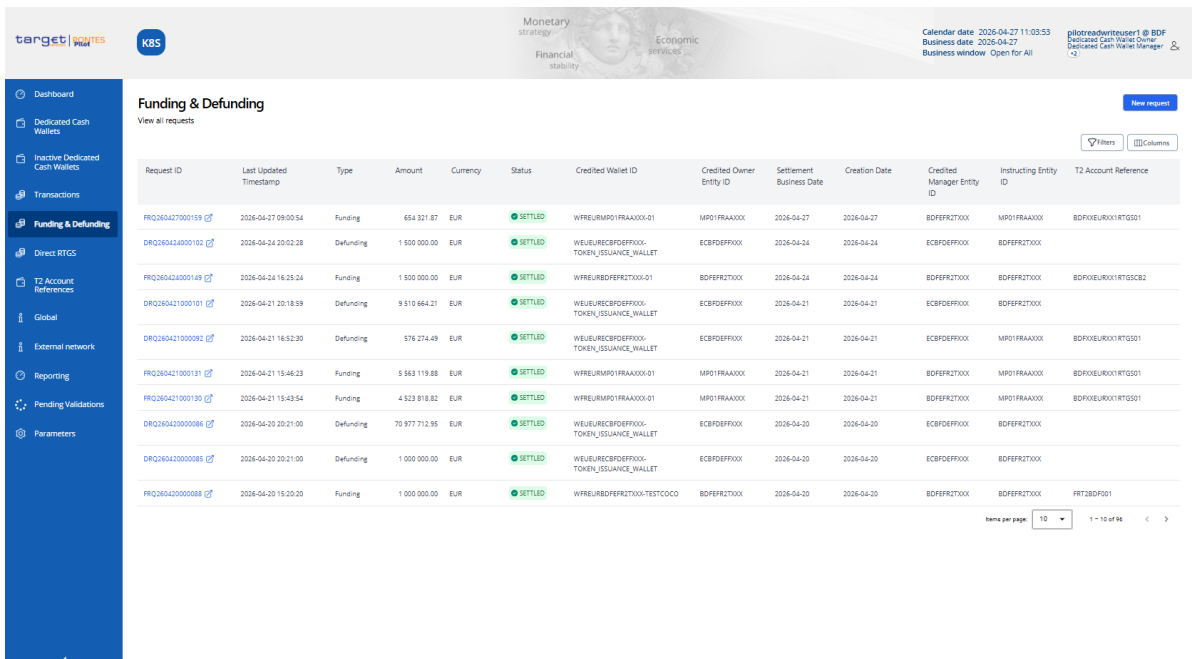 target | PONTES
Pilot
K8S
Monetary
strategy
Economic
services
Financial
stability
Calendar date 2026-04-27 11:03:53
Business date 2026-04-27
Business window Open for All
pilotreadwriteuser1 @ BDF
Dedicated Cash Wallet Owner
Dedicated Cash Wallet Manager
+2
Dashboard
Dedicated Cash
Wallets
Inactive Dedicated
Cash Wallets
Transactions
Funding & Defunding
Direct RTGS
T2 Account
References
Global
External network
Reporting
Pending Validations
Parameters
Funding & Defunding
View all requests
New request
Filters
Columns
Request ID Last Updated Timestamp Type Amount Currency Status Credited Wallet ID Credited Owner Entity ID Settlement Business Date Creation Date Credited Manager Entity ID Instructing Entity ID T2 Account Reference
FRQ260427000159 2026-04-27 09:00:54 Funding 654 321.87 EUR SETTLED WFREURMP01FRAAXXX-01 MP01FRAAXXX 2026-04-27 2026-04-27 BDFEFR2TXXX MP01FRAAXXX BDFXXEURXX1RTGS01
DRQ260424000102 2026-04-24 20:02:28 Defunding 1 500 000.00 EUR SETTLED WEUEURECBFDEFFXXX-TOKEN_ISSUANCE_WALLET ECBFDEFFXXX 2026-04-24 2026-04-24 ECBFDEFFXXX BDFEFR2TXXX
FRQ260424000149 2026-04-24 16:25:24 Funding 1 500 000.00 EUR SETTLED WFREURBDFEFR2TXXX-01 BDFEFR2TXXX 2026-04-24 2026-04-24 BDFEFR2TXXX BDFEFR2TXXX BDFXXEURXX1RTGSCB2
DRQ260421000101 2026-04-21 20:18:59 Defunding 9 510 664.21 EUR SETTLED WEUEURECBFDEFFXXX-TOKEN_ISSUANCE_WALLET ECBFDEFFXXX 2026-04-21 2026-04-21 ECBFDEFFXXX BDFEFR2TXXX
DRQ260421000092 2026-04-21 16:52:30 Defunding 576 274.49 EUR SETTLED WEUEURECBFDEFFXXX-TOKEN_ISSUANCE_WALLET ECBFDEFFXXX 2026-04-21 2026-04-21 ECBFDEFFXXX MP01FRAAXXX BDFXXEURXX1RTGS01
FRQ260421000131 2026-04-21 15:46:23 Funding 5 563 119.88 EUR SETTLED WFREURMP01FRAAXXX-01 MP01FRAAXXX 2026-04-21 2026-04-21 BDFEFR2TXXX MP01FRAAXXX BDFXXEURXX1RTGS01
FRQ260421000130 2026-04-21 15:43:54 Funding 4 523 818.82 EUR SETTLED WFREURMP01FRAAXXX-01 MP01FRAAXXX 2026-04-21 2026-04-21 BDFEFR2TXXX MP01FRAAXXX BDFXXEURXX1RTGS01
DRQ260420000086 2026-04-20 20:21:00 Defunding 70 977 712.95 EUR SETTLED WEUEURECBFDEFFXXX-TOKEN_ISSUANCE_WALLET ECBFDEFFXXX 2026-04-20 2026-04-20 ECBFDEFFXXX BDFEFR2TXXX
DRQ260420000085 2026-04-20 20:21:00 Defunding 1 000 000.00 EUR SETTLED WEUEURECBFDEFFXXX-TOKEN_ISSUANCE_WALLET ECBFDEFFXXX 2026-04-20 2026-04-20 ECBFDEFFXXX BDFEFR2TXXX
FRQ260420000088 2026-04-20 15:20:20 Funding 1 000 000.00 EUR SETTLED WFREURBDFEFR2TXXX-TESTCOCO BDFEFR2TXXX 2026-04-20 2026-04-20 BDFEFR2TXXX BDFEFR2TXXX FRT2BDF001
Items per page: 10 1 – 10 of 96